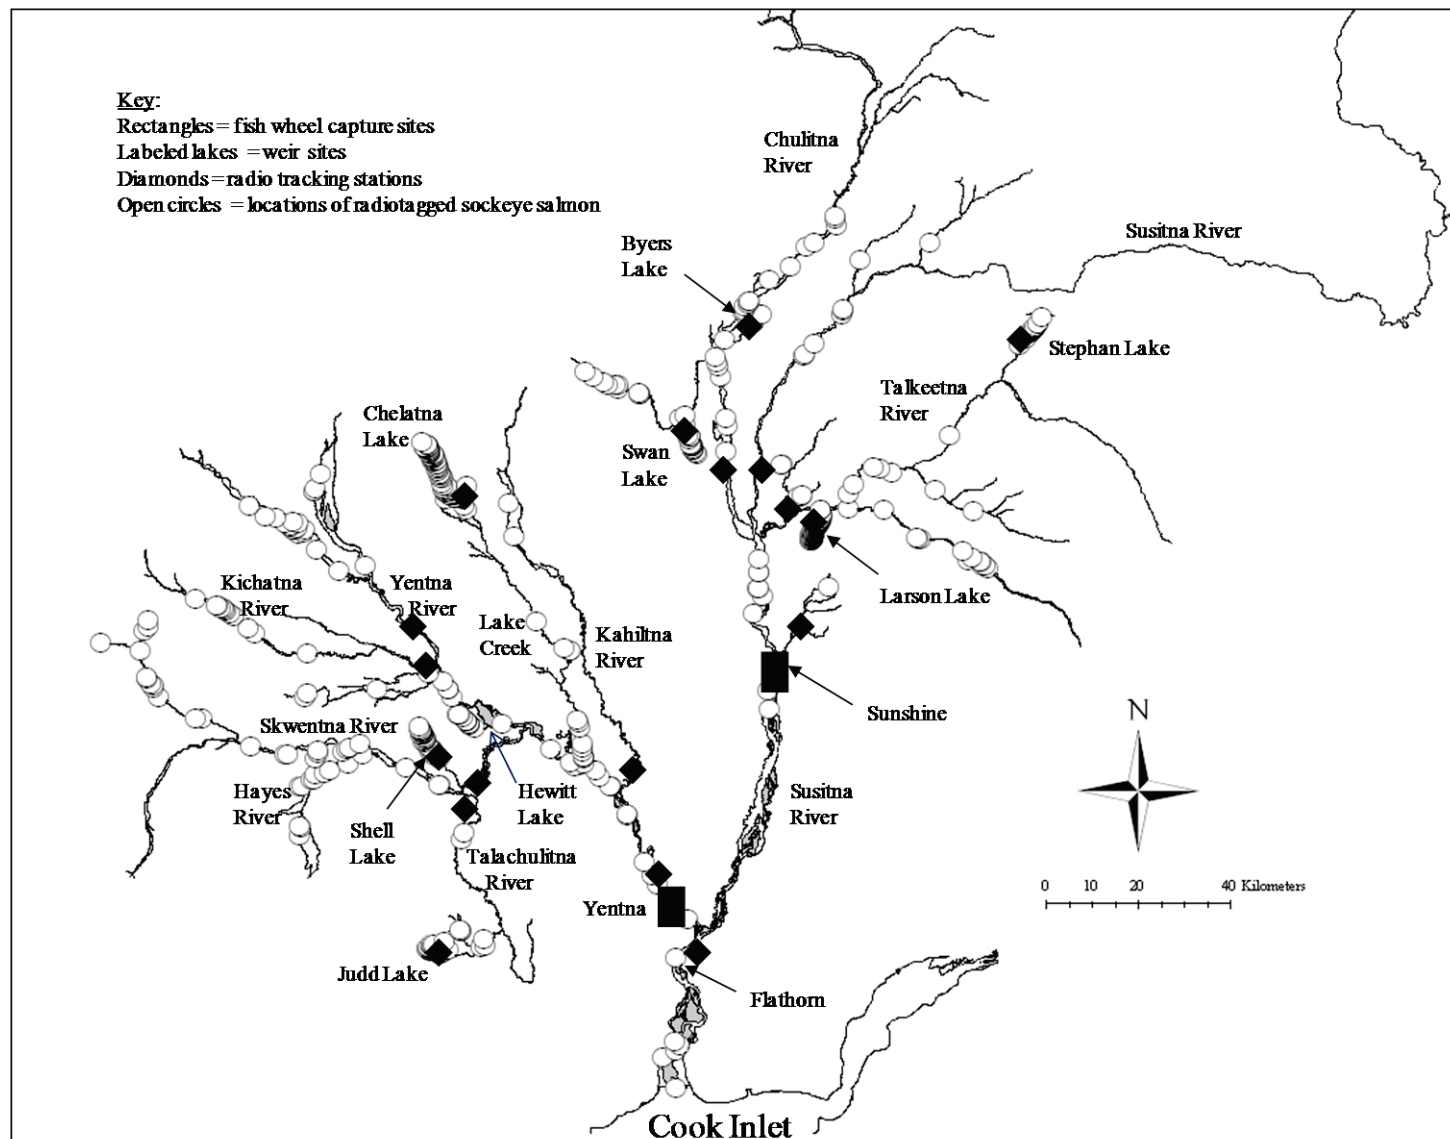 Key:
Rectangles = fish wheel capture sites
Labeled lakes = weir sites
Diamonds = radio tracking stations
Open circles = locations of radiotagged sockeye salmon
Chulitna
River
Byers
Lake
Susitna River
Stephan Lake
Talkeetna
River
Chelatna
Lake
Swan
Lake
Kichatna
River
Yentna
River
Larson Lake
Lake
Creek
Kahiltna
River
Sunshine
N
Skwentna River
Hayes
River
Shell
Lake
Hewitt
Lake
Susitna
River
Talachulitna
River
0 10 20 40 Kilometers
Yentna
Judd Lake
Flathorn
Cook Inlet